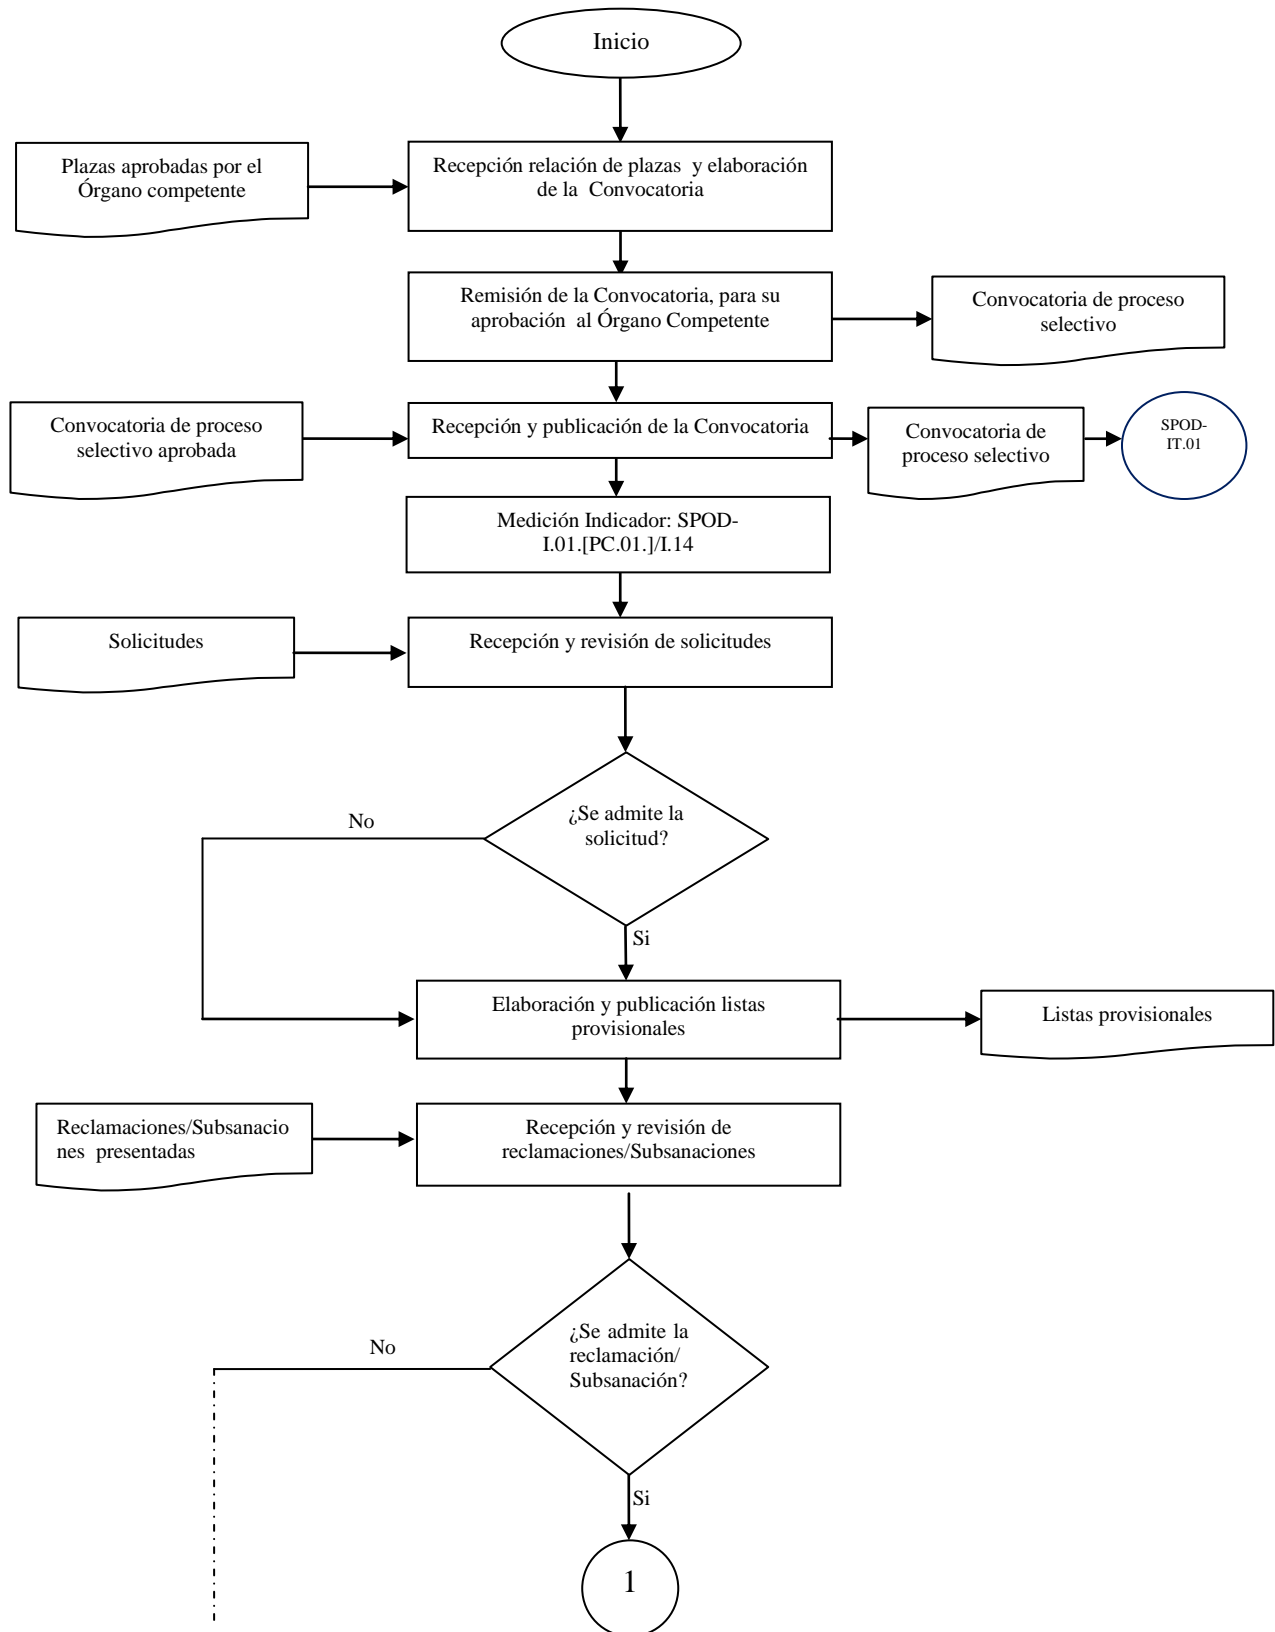 Inicio
Plazas aprobadas por el
Órgano competente
Recepción relación de plazas y elaboración
de la Convocatoria
Remisión de la Convocatoria, para su
aprobación al Órgano Competente
Convocatoria de proceso
selectivo
Convocatoria de proceso
selectivo aprobada
Recepción y publicación de la Convocatoria
Convocatoria de
proceso selectivo
SPOD-
IT.01
Medición Indicador: SPOD-
I.01.[PC.01.]/I.14
Solicitudes
Recepción y revisión de solicitudes
¿Se admite la
solicitud?
No
Si
Elaboración y publicación listas
provisionales
Listas provisionales
Reclamaciones/Subsanacio
nes presentadas
Recepción y revisión de
reclamaciones/Subsanaciones
¿Se admite la
reclamación/
Subsanación?
No
Si
1